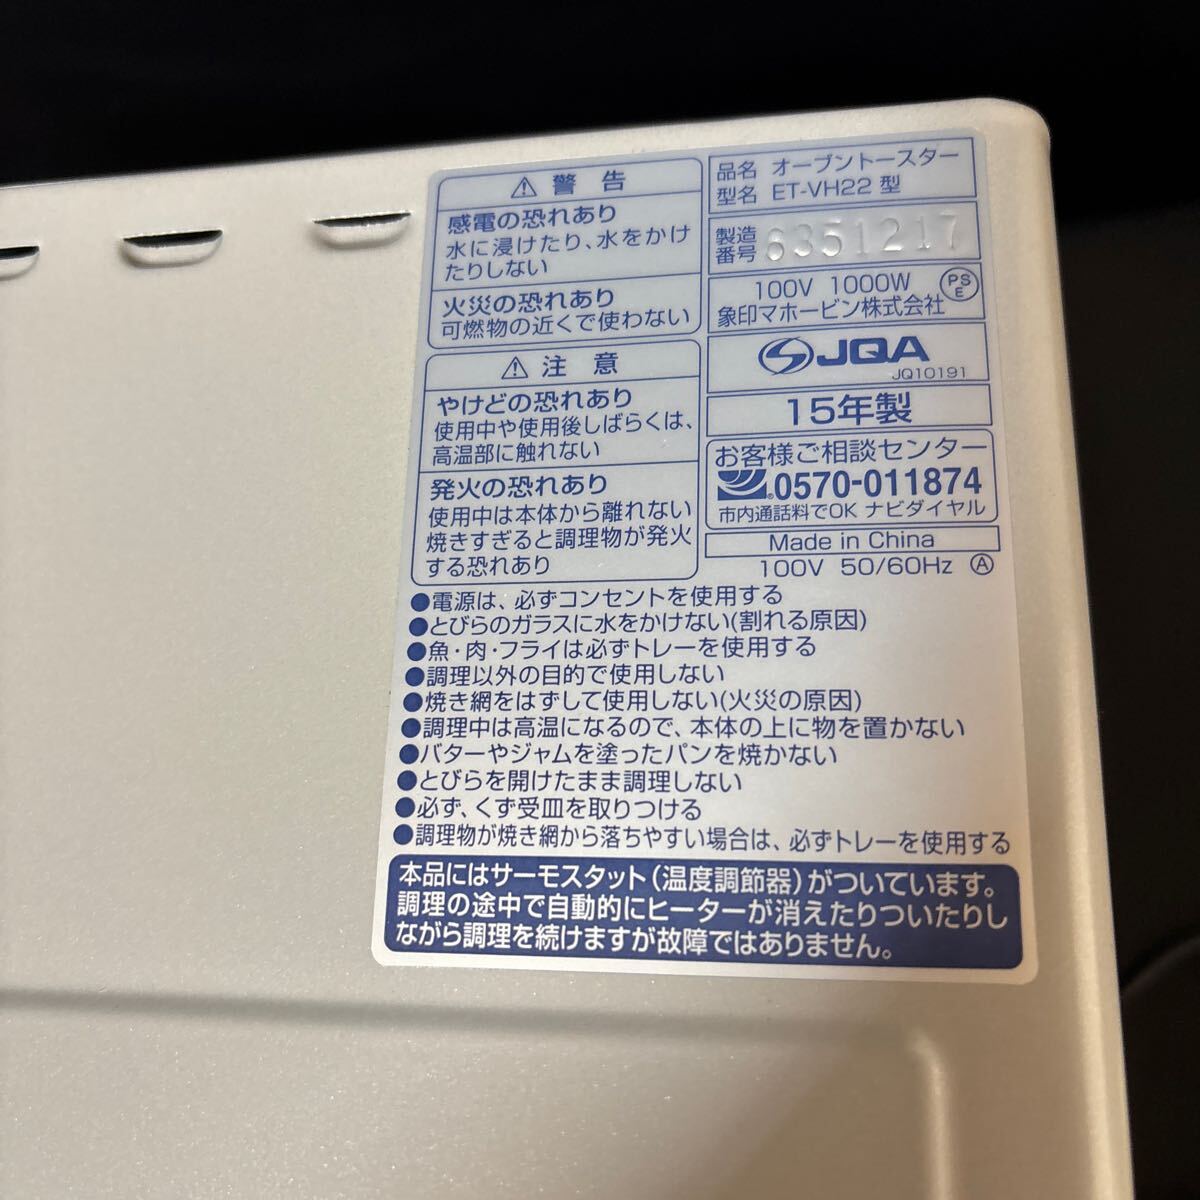 ⚠警告
感電の恐れあり
水に浸けたり、水をかけ
たりしない
火災の恐れあり
可燃物の近くで使わない
⚠注意
やけどの恐れあり
使用中や使用後しばらくは、
高温部に触れない
発火の恐れあり
使用中は本体から離れない
焼きすぎると調理物が発火
する恐れあり
品名 オーブントースター
型名 ET-VH22 型
製造
番号 6351217
100V 1000W
PS
E
象印マホービン株式会社
JQA
JQ10191
15年製
お客様ご相談センター
0570-011874
市内通話料でOK ナビダイヤル
Made in China
100V 50/60Hz Ⓐ
●電源は、必ずコンセントを使用する
●とびらのガラスに水をかけない(割れる原因)
●魚・肉・フライは必ずトレーを使用する
●調理以外の目的で使用しない
●焼き網をはずして使用しない(火災の原因)
●調理中は高温になるので、本体の上に物を置かない
●バターやジャムを塗ったパンを焼かない
●とびらを開けたまま調理しない
●必ず、くず受皿を取りつける
●調理物が焼き網から落ちやすい場合は、必ずトレーを使用する
本品にはサーモスタット(温度調節器)がついています。
調理の途中で自動的にヒーターが消えたりついたりし
ながら調理を続けますが故障ではありません。